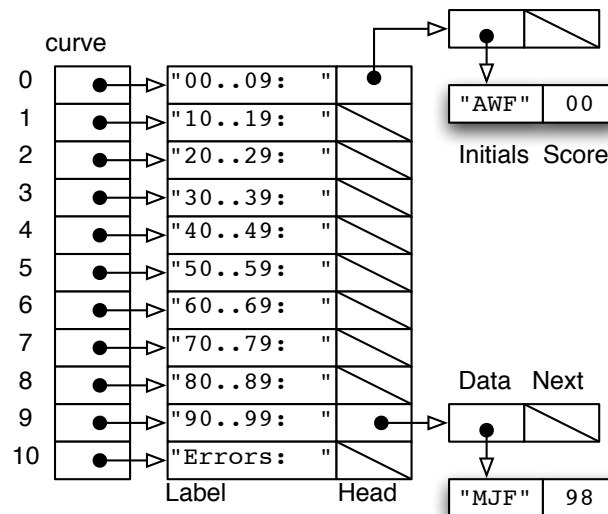 curve
0 "00..09:  "
1 "10..19:  "
2 "20..29:  "
3 "30..39:  "
4 "40..49:  "
5 "50..59:  "
6 "60..69:  "
7 "70..79:  "
8 "80..89:  "
9 "90..99:  "
10 "Errors:  "
Label Head
"AWF" 00
Initials Score
Data Next
"MJF" 98